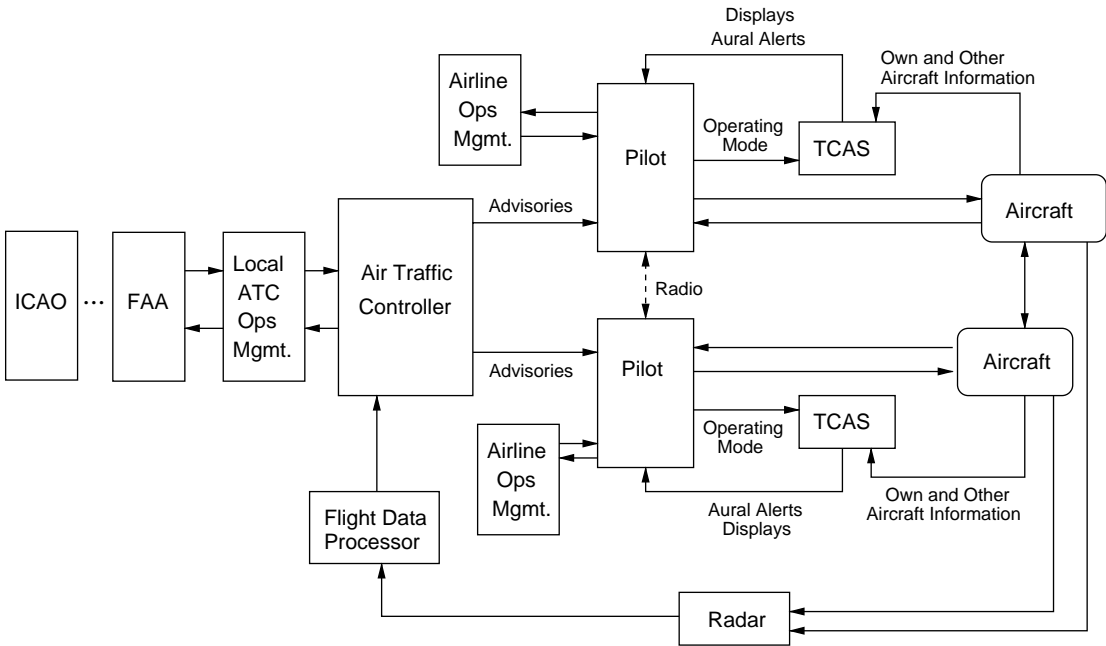 Displays
Aural Alerts
Own and Other
Aircraft Information
Airline
Ops
Mgmt.
Pilot
Operating
Mode
TCAS
Aircraft
Advisories
ICAO
...
FAA
Local
ATC
Ops
Mgmt.
Air Traffic
Controller
Radio
Advisories
Pilot
Aircraft
Operating
Mode
TCAS
Airline
Ops
Mgmt.
Aural Alerts
Displays
Own and Other
Aircraft Information
Flight Data
Processor
Radar